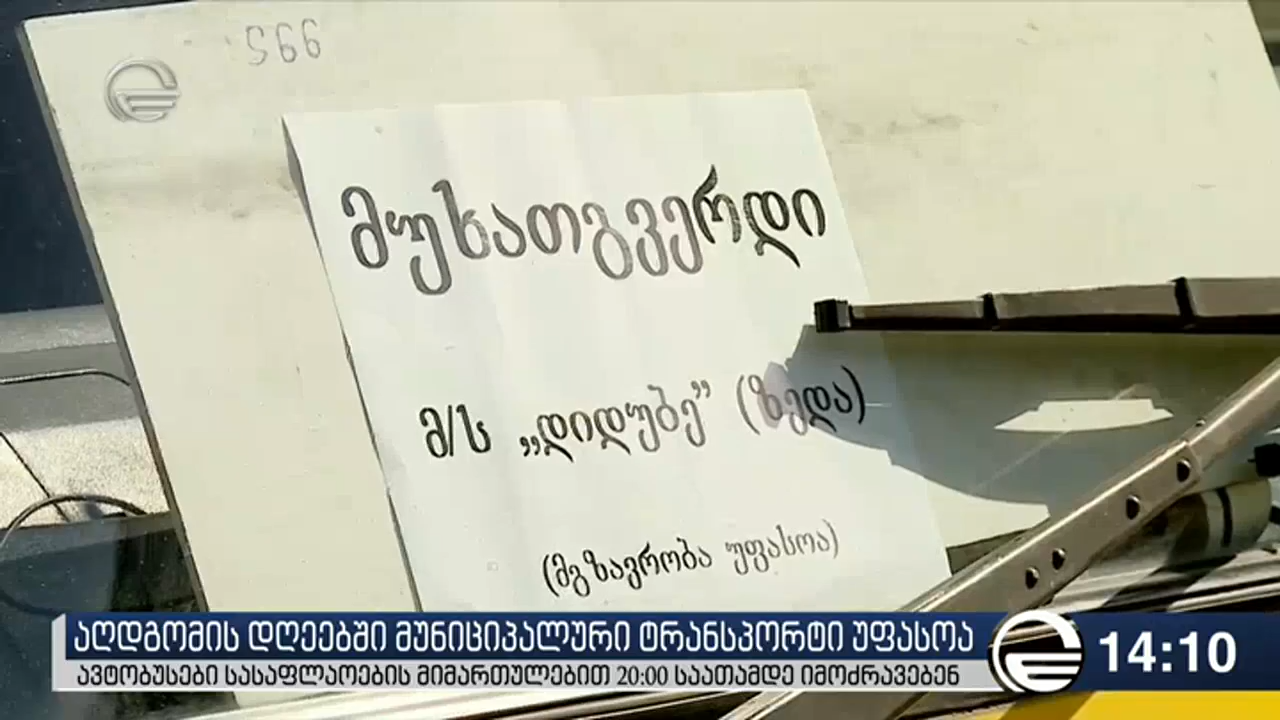 995
მუხათგვერდი
მ/ს „დიდუბე” (ზედა)
(მგზავრობა უფასოა)
აღდგომის დღეებში მუნიციპალური ტრანსპორტი უფასოა
14:10
ავტობუსები სასაფლაოების მიმართულებით 20:00 საათამდე იმოძრავებენ